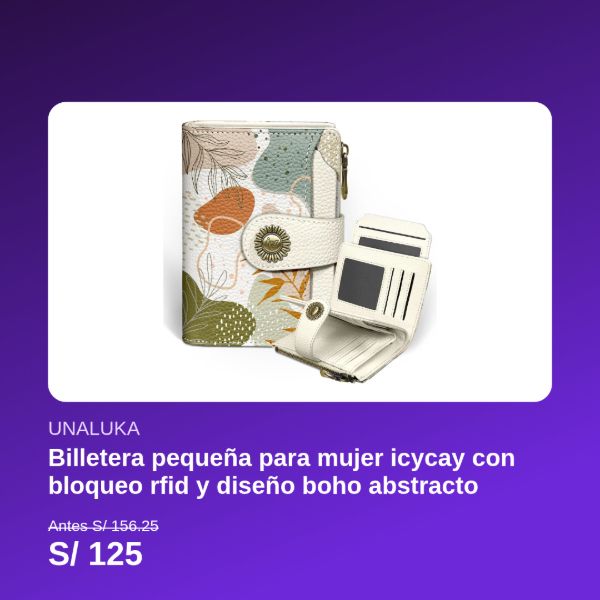 UNALUKA
Billetera pequeña para mujer icycay con
bloqueo rfid y diseño boho abstracto
Antes S/ 156.25
S/ 125